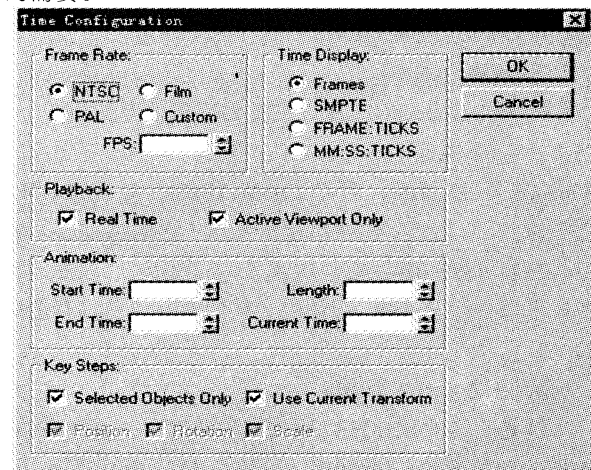 Time Configuration
Frame Rate:
NTSC Film
PAL Custom
FPS:
Time Display:
Frames
SMPTE
FRAME:TICKS
MM:SS:TICKS
OK
Cancel
Playback:
Real Time Active Viewport Only
Animation:
Start Time: Length:
End Time: Current Time:
Key Steps:
Selected Objects Only Use Current Transform
Position Rotation Scale